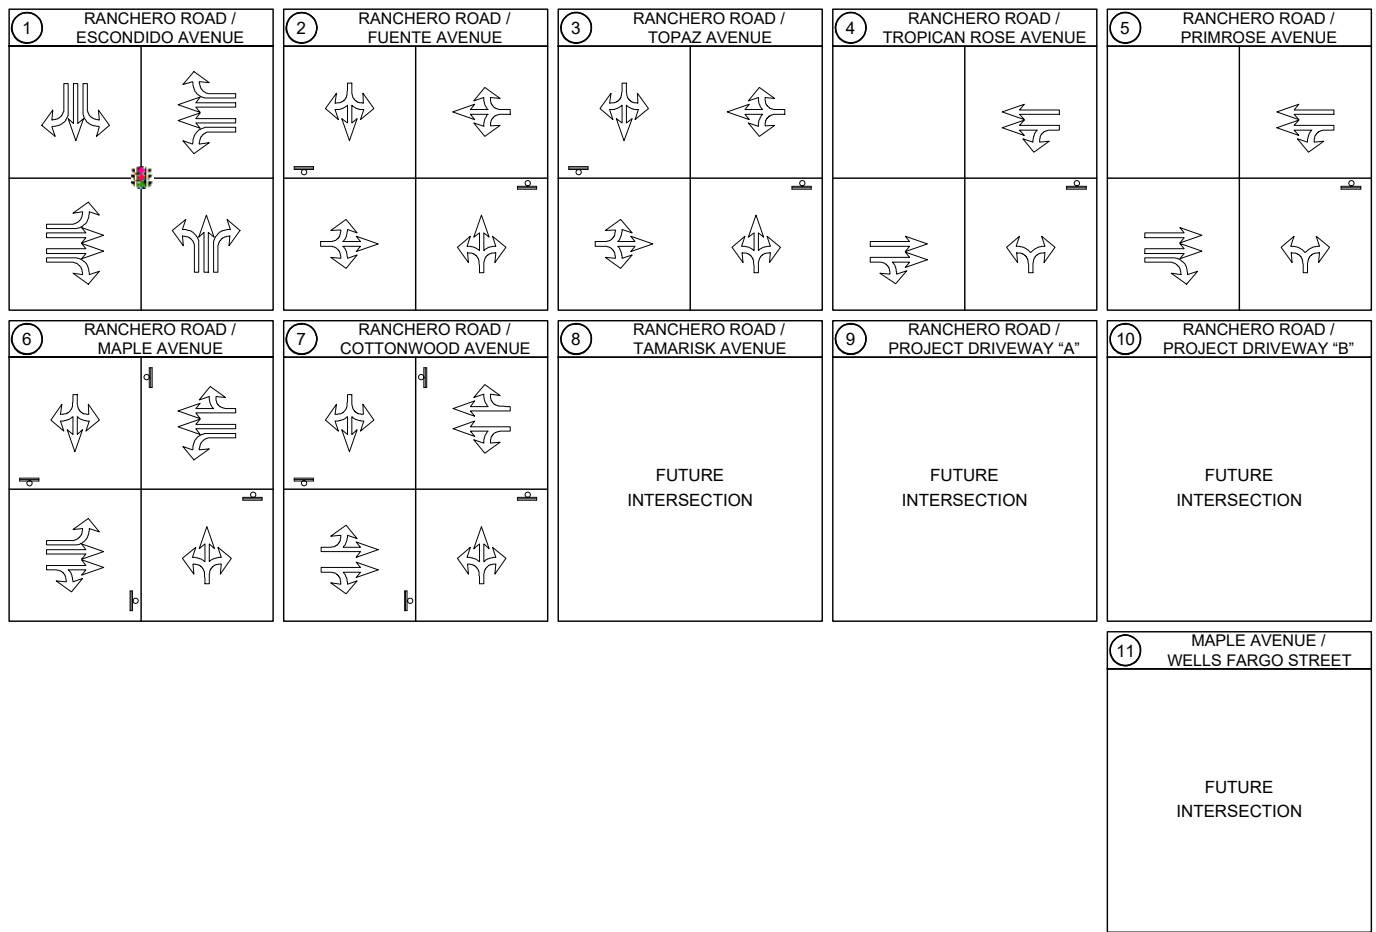 1
RANCHERO ROAD /
ESCONDIDO AVENUE
2
RANCHERO ROAD /
FUENTE AVENUE
3
RANCHERO ROAD /
TOPAZ AVENUE
4
RANCHERO ROAD /
TROPICAN ROSE AVENUE
5
RANCHERO ROAD /
PRIMROSE AVENUE
6
RANCHERO ROAD /
MAPLE AVENUE
7
RANCHERO ROAD /
COTTONWOOD AVENUE
8
RANCHERO ROAD /
TAMARISK AVENUE
FUTURE
INTERSECTION
9
RANCHERO ROAD /
PROJECT DRIVEWAY “A”
FUTURE
INTERSECTION
10
RANCHERO ROAD /
PROJECT DRIVEWAY “B”
FUTURE
INTERSECTION
11
MAPLE AVENUE /
WELLS FARGO STREET
FUTURE
INTERSECTION